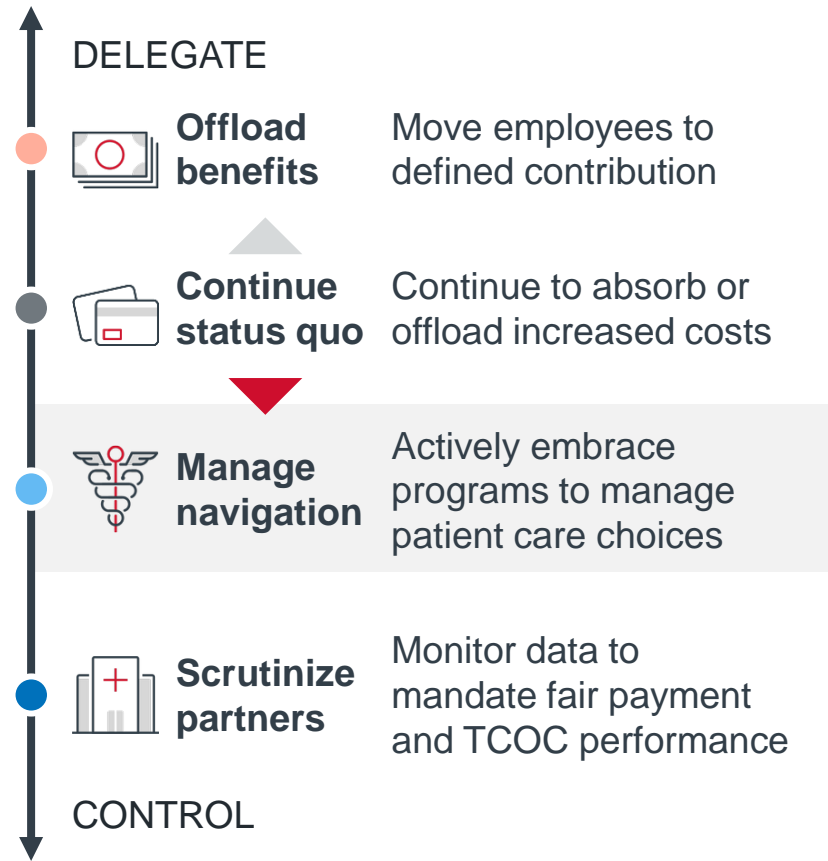 DELEGATE
Offload
benefits
Move employees to
defined contribution
Continue
status quo
Continue to absorb or
offload increased costs
Manage
navigation
Actively embrace
programs to manage
patient care choices
Scrutinize
partners
Monitor data to
mandate fair payment
and TCOC performance
CONTROL